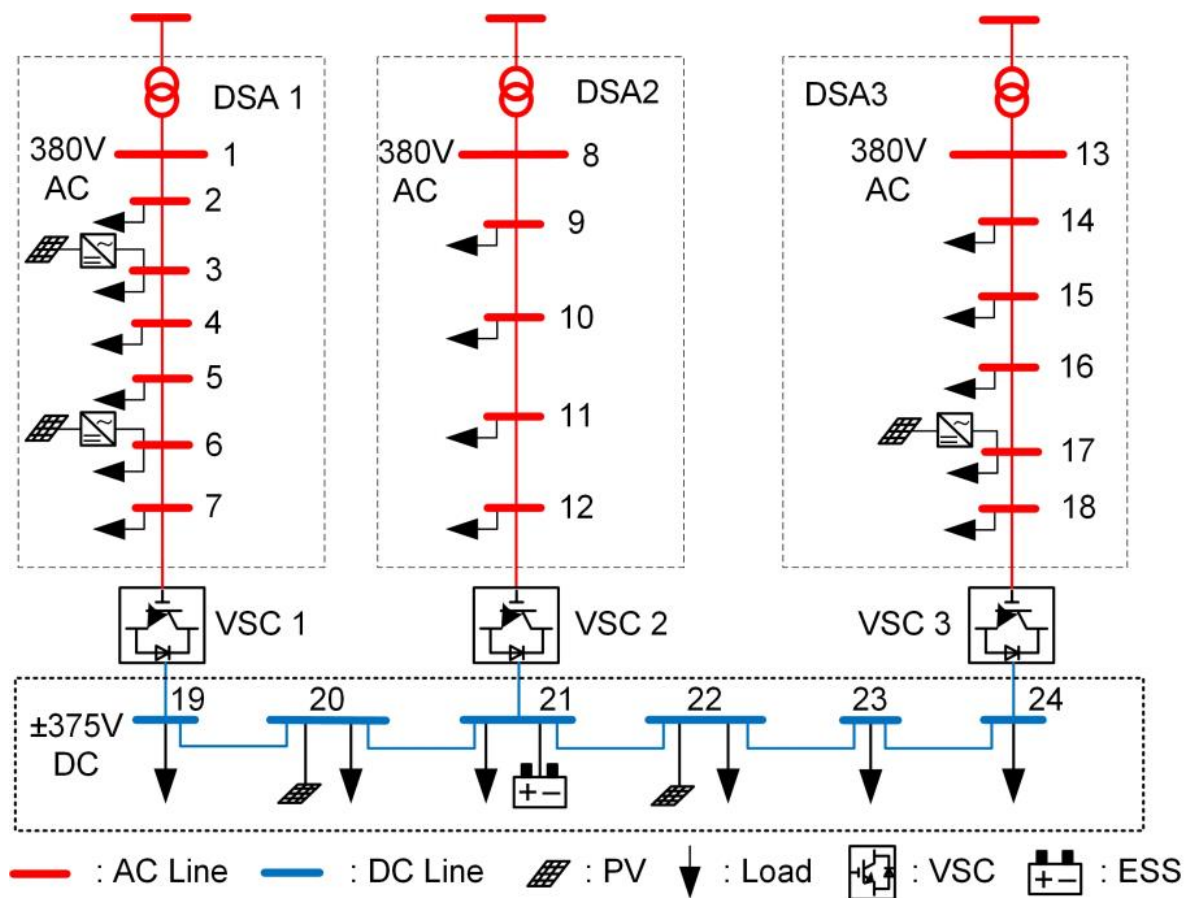 DSA 1
380V
AC
1
2
3
4
5
6
7
DSA2
380V
AC
8
9
10
11
12
DSA3
380V
AC
13
14
15
16
17
18
VSC 1
VSC 2
VSC 3
±375V
DC
19
20
21
22
23
24
+ −
: AC Line
: DC Line
: PV
: Load
: VSC
+ −
: ESS